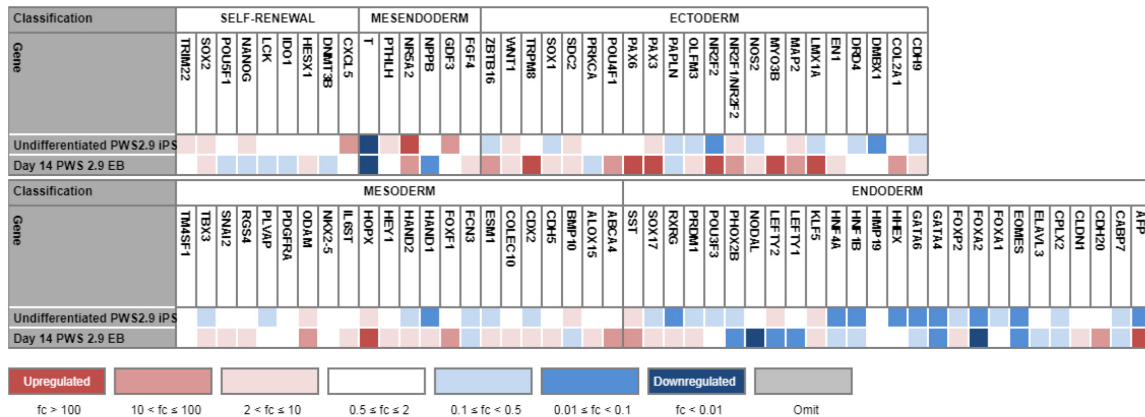 Classification SELF-RENEWAL MESENDODERM ECTODERM
Gene TRIM22 SOX2 POU5F1 NANOG LCK IDO1 HESX1 DNMT3B CXCL5 T PTHLH NR5A2 NPPB GDF3 FGF4 ZBTB16 WNT1 TRPM8 SOX1 SDC2 PRKCA POU4F1 PAX6 PAX3 PAPLN OLFM3 NR2F2 NR2F1/NR2F2 NOS2 MYO3B MAP2 LMX1A EN1 DRD4 DMBX1 COL2A1 CDH9
Undifferentiated PWS2.9 iPS
Day 14 PWS 2.9 EB
Classification MESODERM ENDODERM
Gene TM4SF1 TBX3 SNAI2 RGS4 PLVAP PDGFRA ODAM NKX2-5 IL6ST HOPX HEY1 HAND2 HAND1 FOXF1 FCN3 ESM1 COLEC10 CDX2 CDH5 BMP10 ALOX15 ABCA4 SST SOX17 RXRG PRDM1 POU3F3 PHOX2B NODAL LEFTY2 LEFTY1 KLF5 HNF4A HNF1B HMP19 HHEX GATA6 GATA4 FOXP2 FOXA2 FOXA1 EOMES ELAVL3 CPLX2 CLDN1 CDH20 CABP7 AFP
Undifferentiated PWS2.9 iPS
Day 14 PWS 2.9 EB
Upregulated Downregulated
fc > 100 10 < fc ≤ 100 2 < fc ≤ 10 0.5 ≤ fc ≤ 2 0.1 ≤ fc < 0.5 0.01 ≤ fc < 0.1 fc < 0.01 Omit